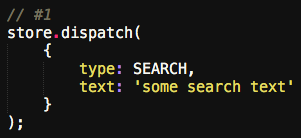 // #1
store.dispatch(
    {
        type: SEARCH,
        text: 'some search text'
    }
);